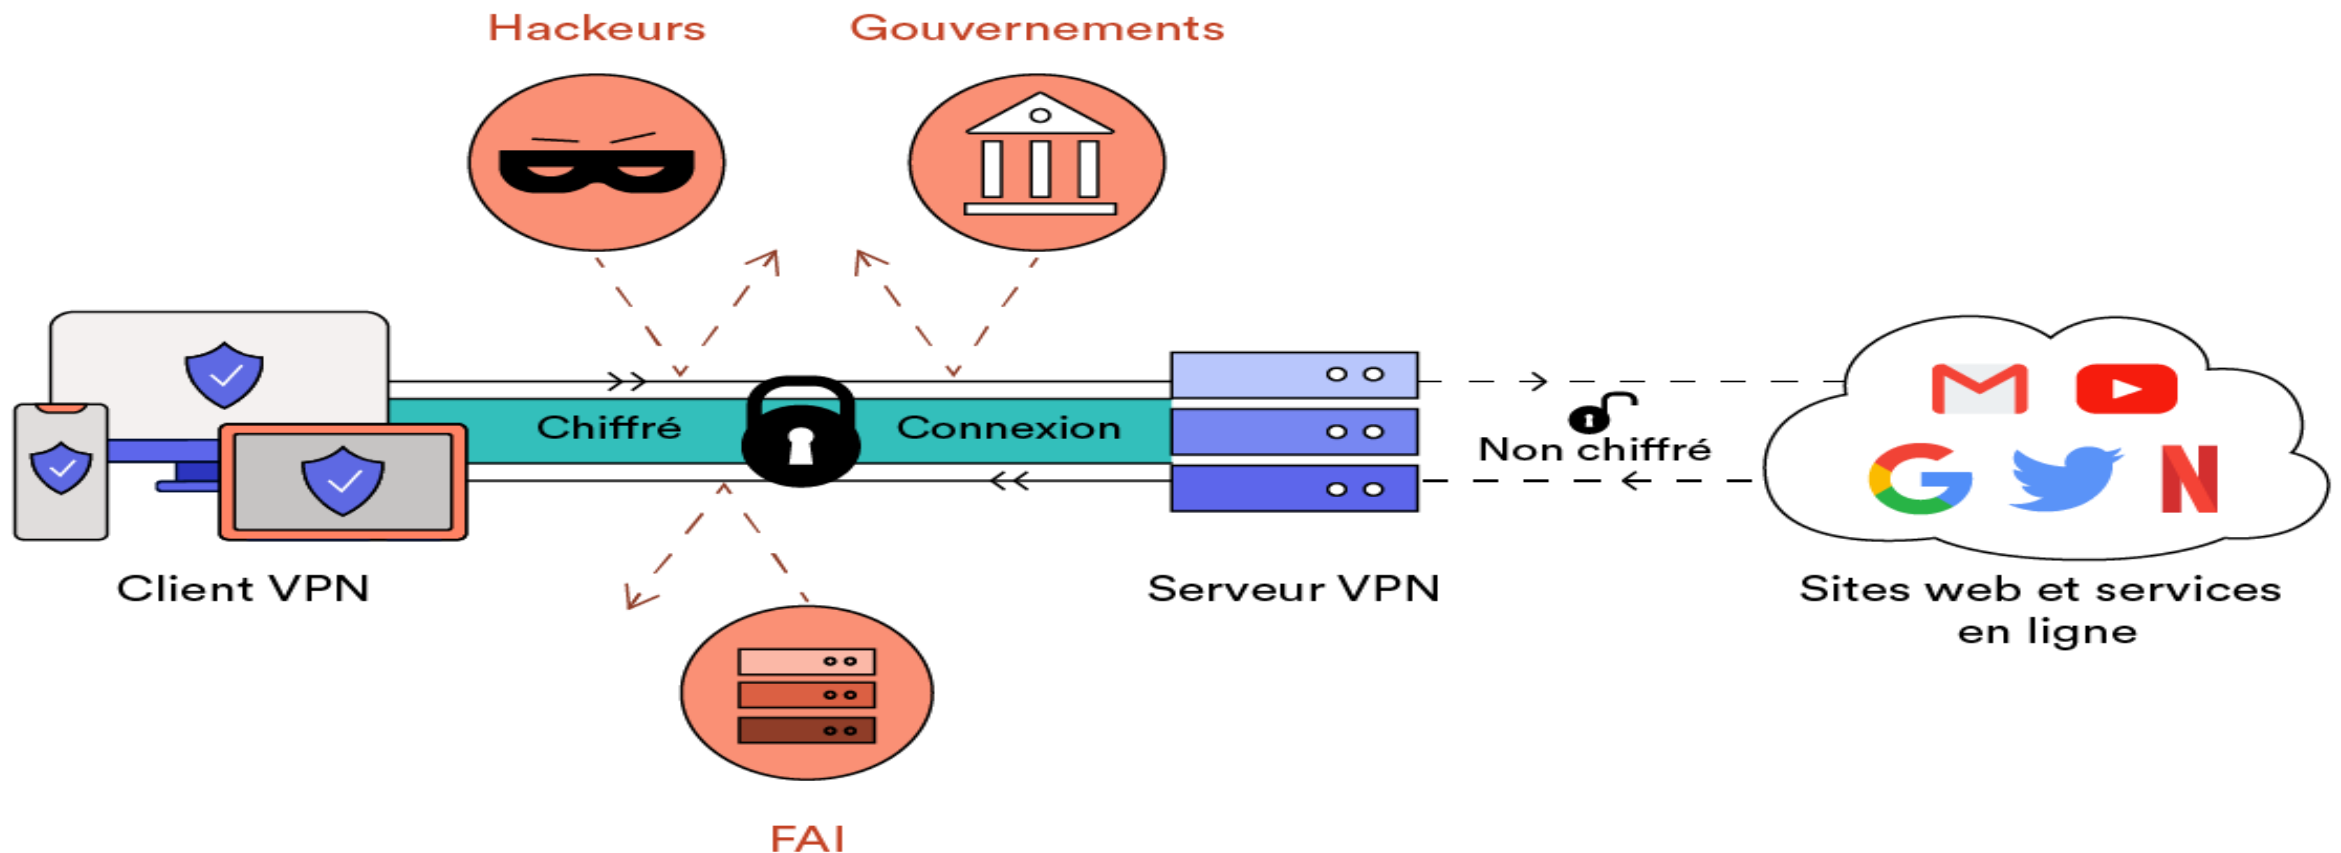 Hackeurs
Gouvernements
Chiffré
Connexion
Non chiffré
Client VPN
Serveur VPN
Sites web et services
en ligne
FAI